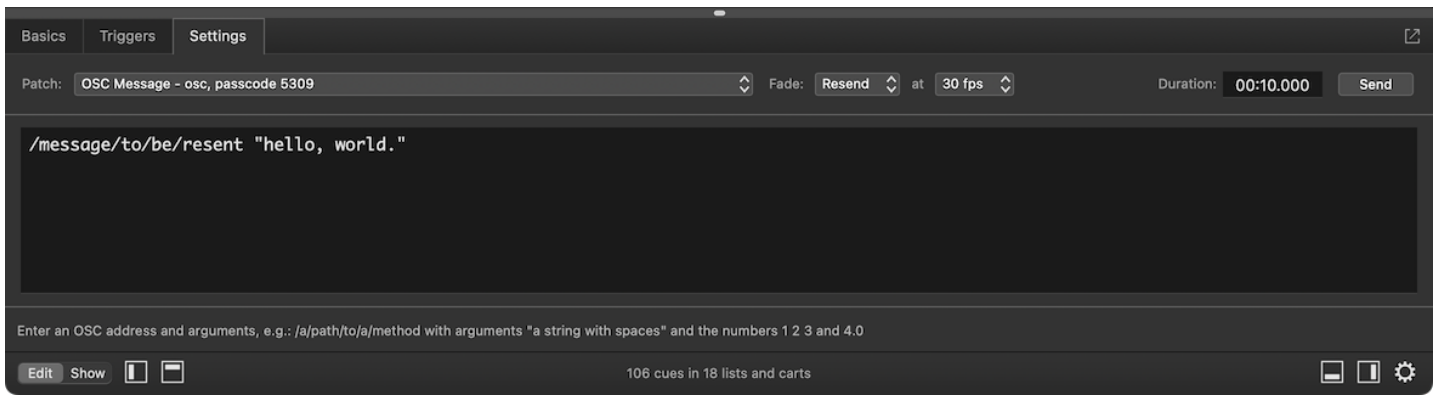 Basics Triggers Settings
Patch: OSC Message - osc, passcode 5309 Fade: Resend at 30 fps Duration: 00:10.000 Send
/message/to/be/resent "hello, world."
Enter an OSC address and arguments, e.g.: /a/path/to/a/method with arguments "a string with spaces" and the numbers 1 2 3 and 4.0
Edit Show 106 cues in 18 lists and carts